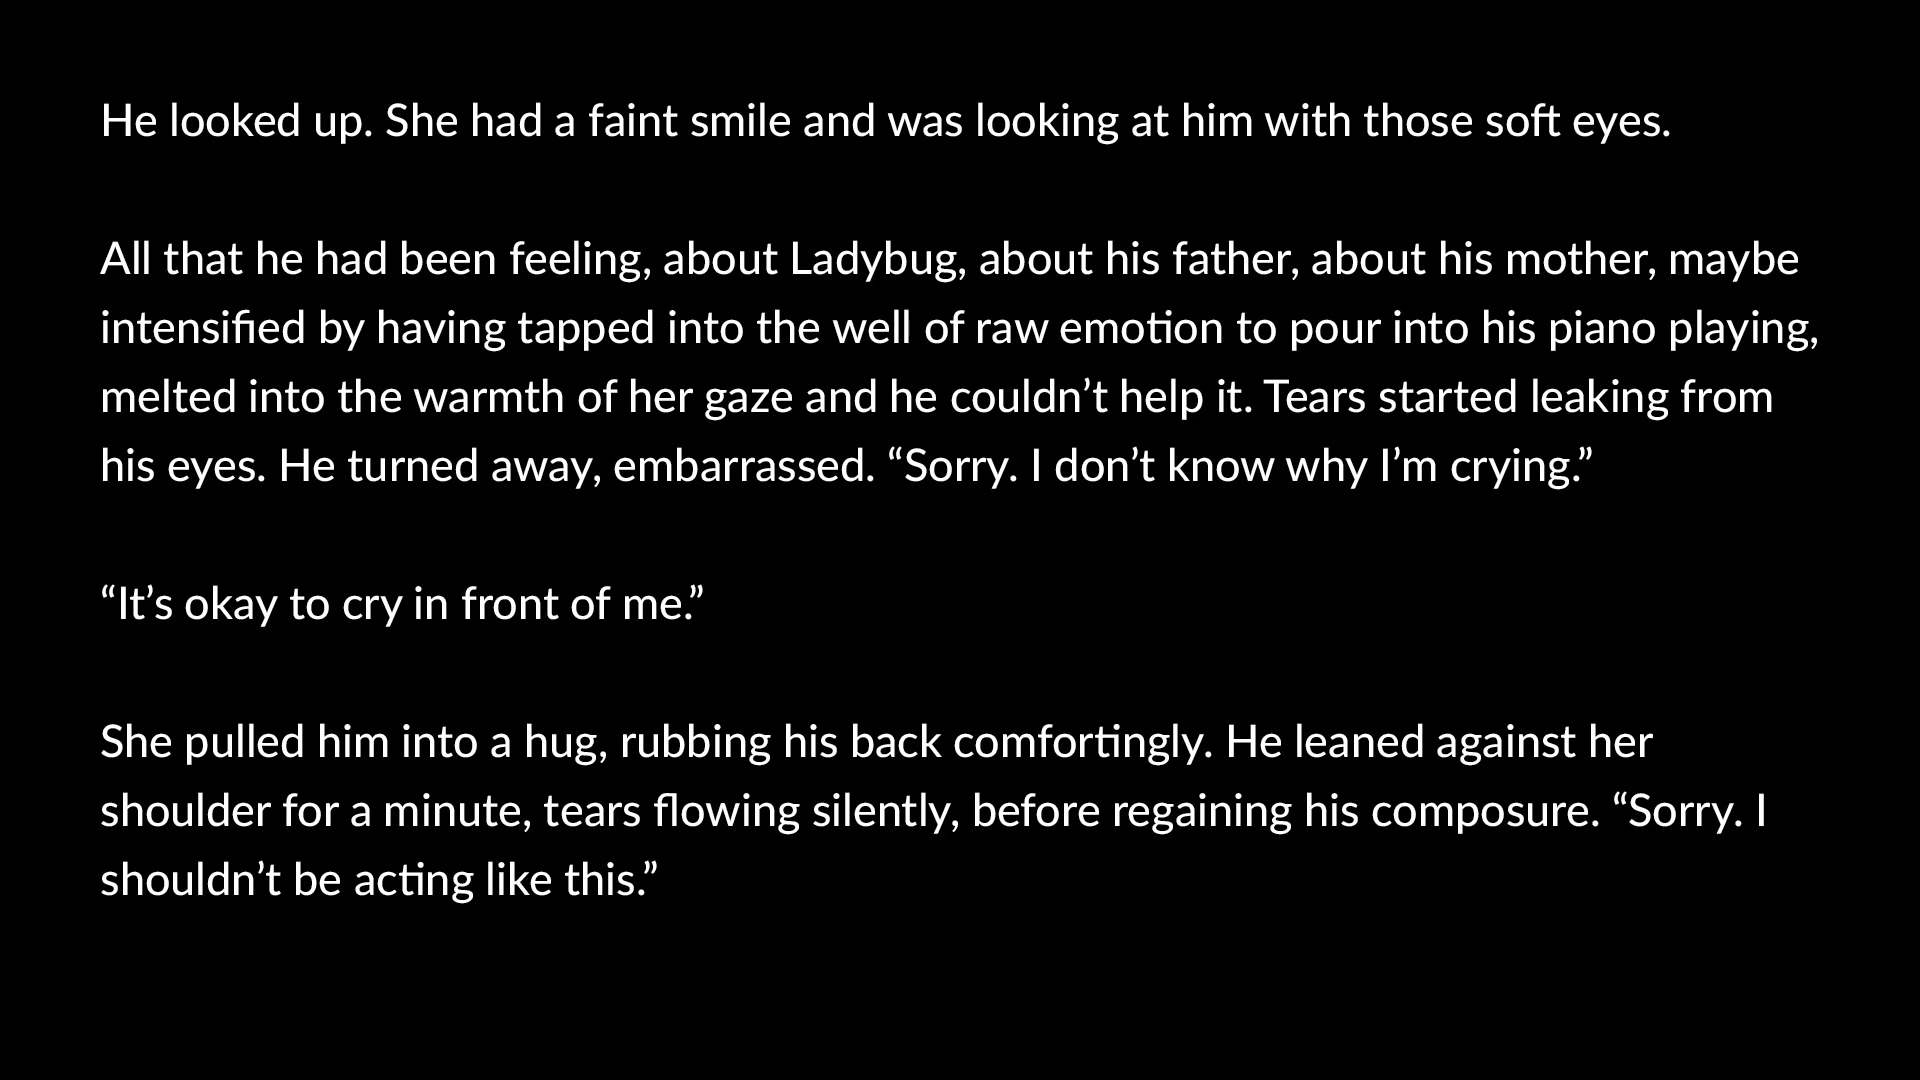 He looked up. She had a faint smile and was looking at him with those soft eyes.
All that he had been feeling, about Ladybug, about his father, about his mother, maybe
intensified by having tapped into the well of raw emotion to pour into his piano playing,
melted into the warmth of her gaze and he couldn’t help it. Tears started leaking from
his eyes. He turned away, embarrassed. “Sorry. I don’t know why I’m crying.”
“It’s okay to cry in front of me.”
She pulled him into a hug, rubbing his back comfortingly. He leaned against her
shoulder for a minute, tears flowing silently, before regaining his composure. “Sorry. I
shouldn’t be acting like this.”